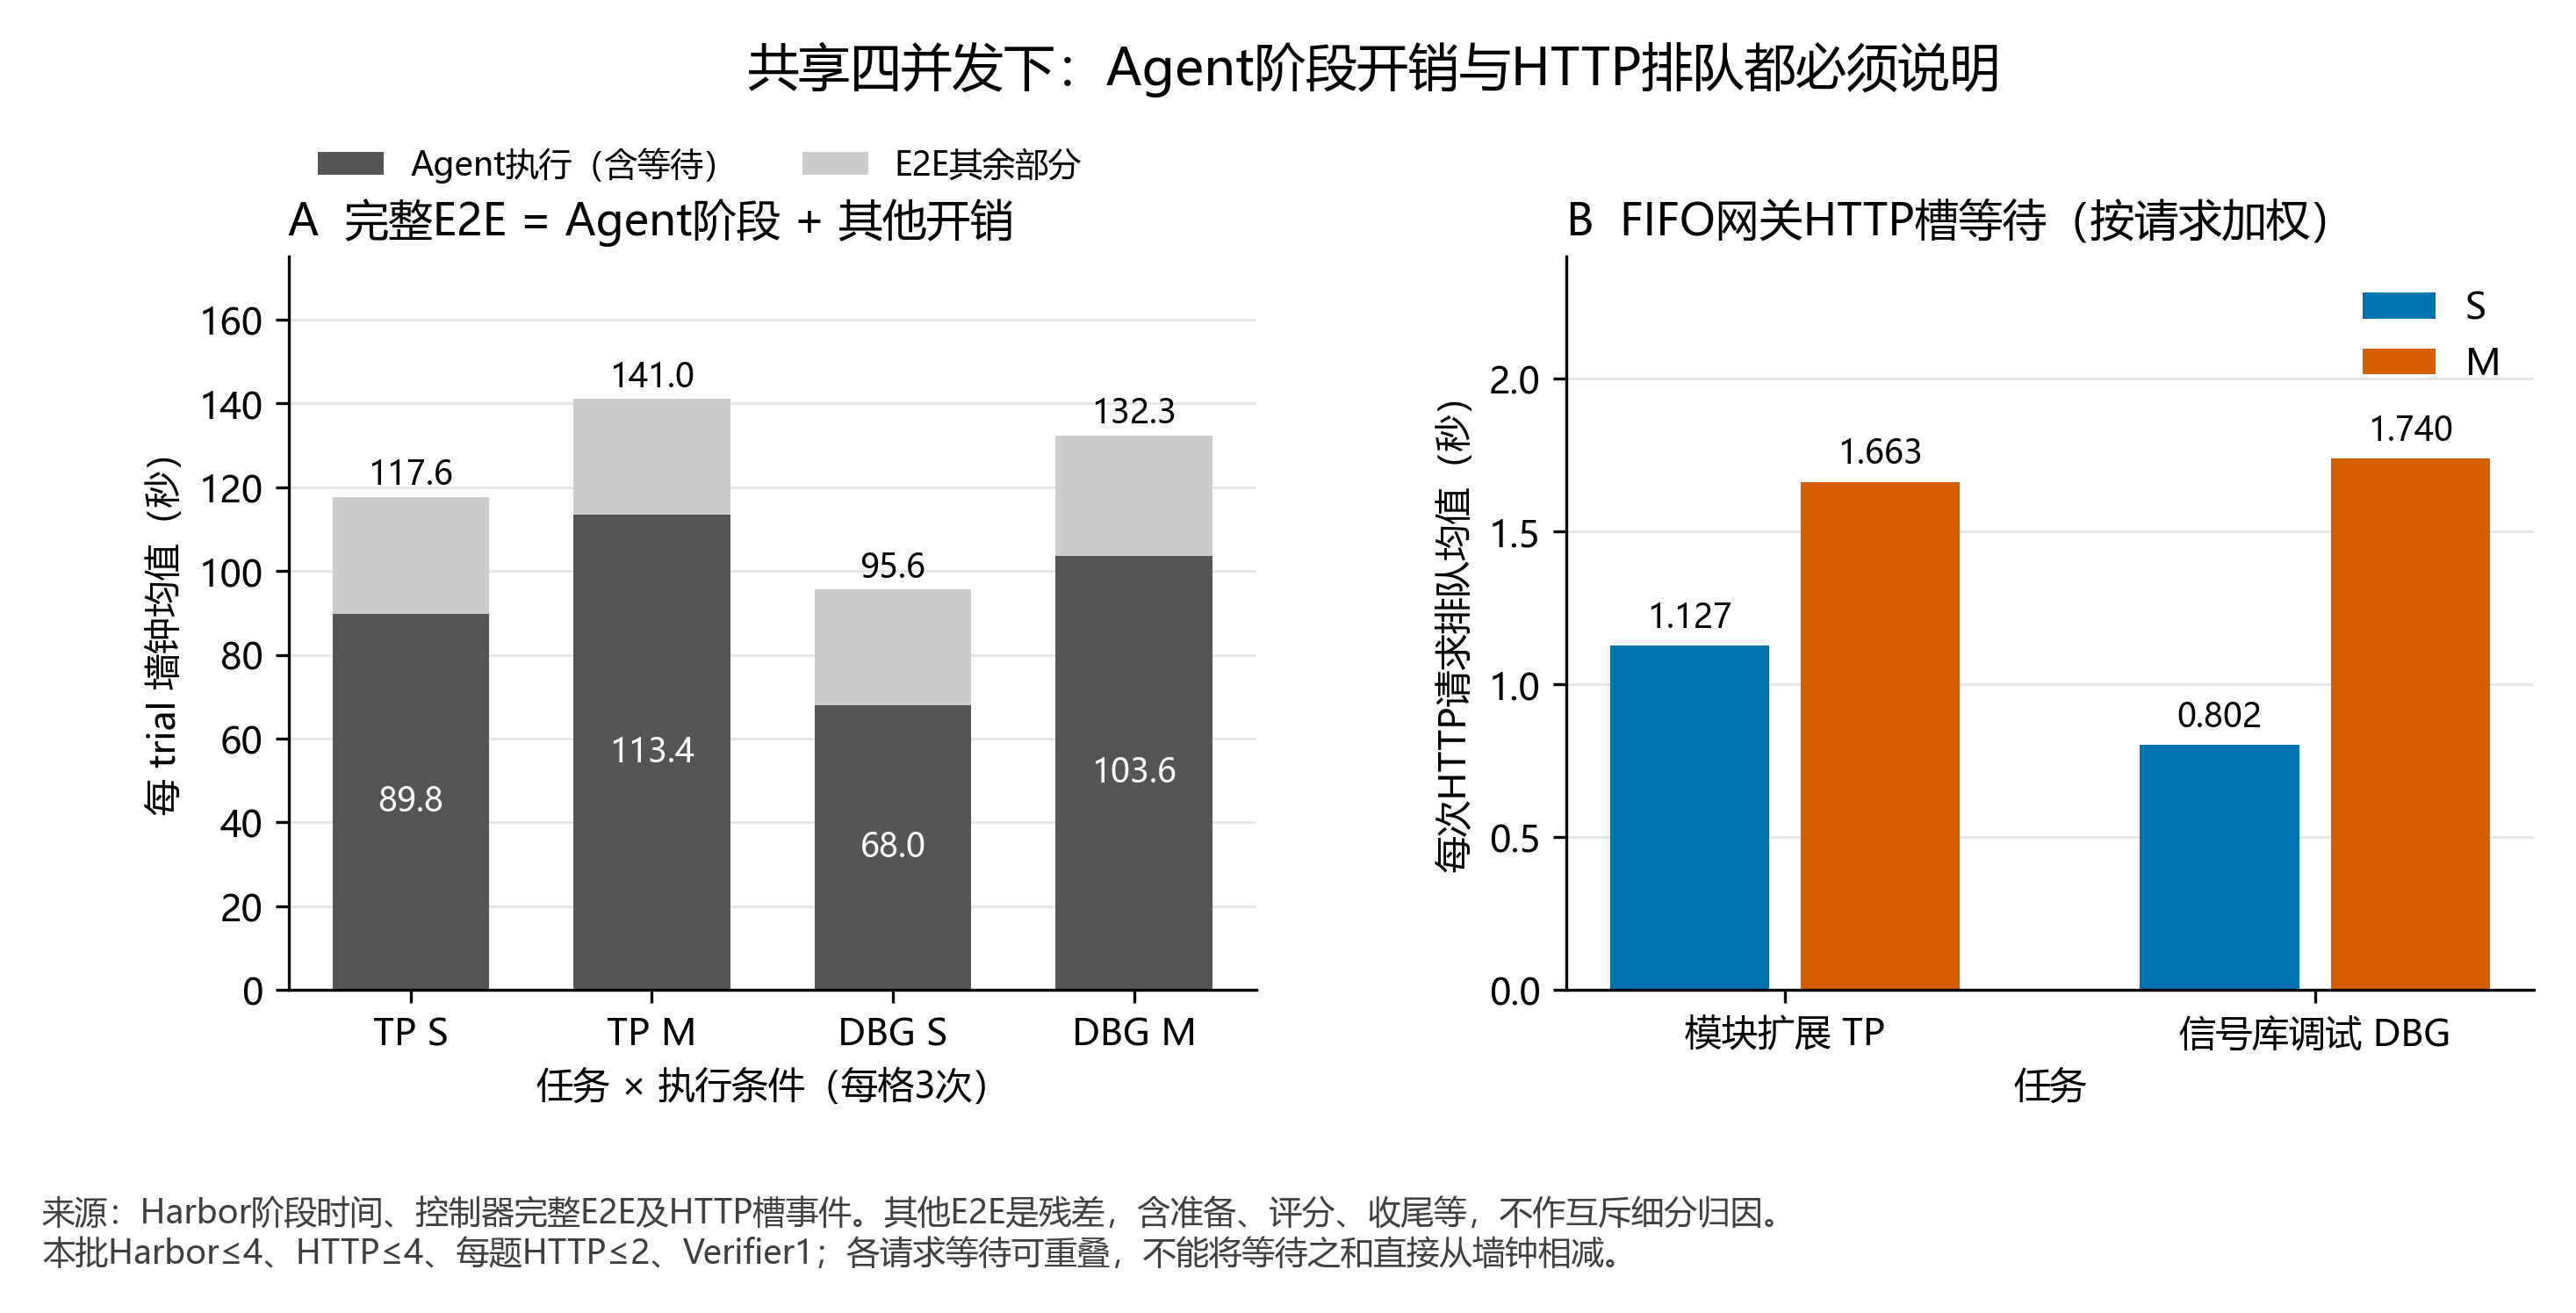 共享四并发下：Agent阶段开销与HTTP排队都必须说明
Agent执行（含等待）
E2E其余部分
A 完整E2E = Agent阶段 + 其他开销
每 trial 墙钟均值（秒）
160
140
120
100
80
60
40
20
0
117.6
141.0
95.6
132.3
89.8
113.4
68.0
103.6
TP S
TP M
DBG S
DBG M
任务 × 执行条件（每格3次）
B FIFO网关HTTP槽等待（按请求加权）
S
M
每次HTTP请求排队均值（秒）
2.0
1.5
1.0
0.5
0.0
1.127
1.663
0.802
1.740
模块扩展 TP
信号库调试 DBG
任务
来源：Harbor阶段时间、控制器完整E2E及HTTP槽事件。其他E2E是残差，含准备、评分、收尾等，不作互斥细分归因。
本批Harbor≤4、HTTP≤4、每题HTTP≤2、Verifier1；各请求等待可重叠，不能将等待之和直接从墙钟相减。